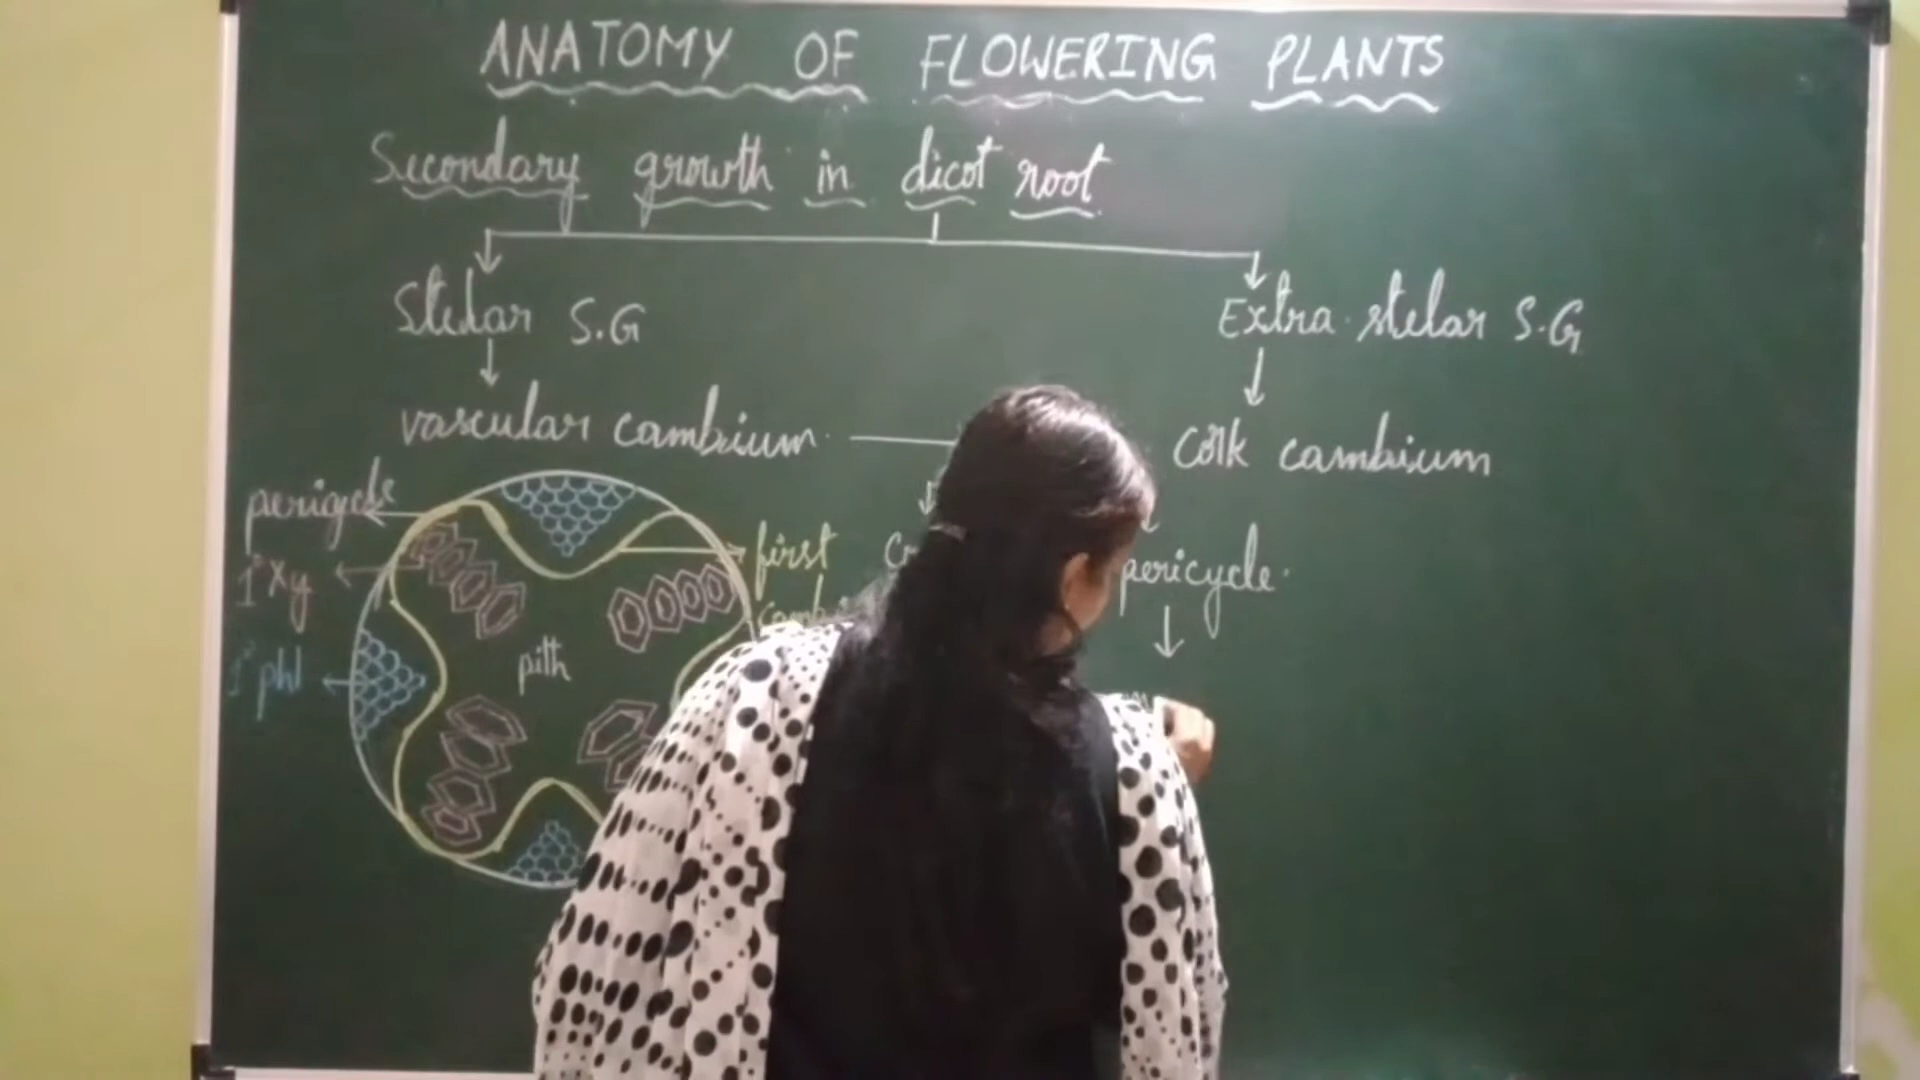 ANATOMY OF FLOWERING PLANTS
Secondary growth in dicot root
Stelar S.G
Extra stelar S.G
vascular cambium
cork cambium
pericycle
first
pericycle
1° Xy
pith
1° phl